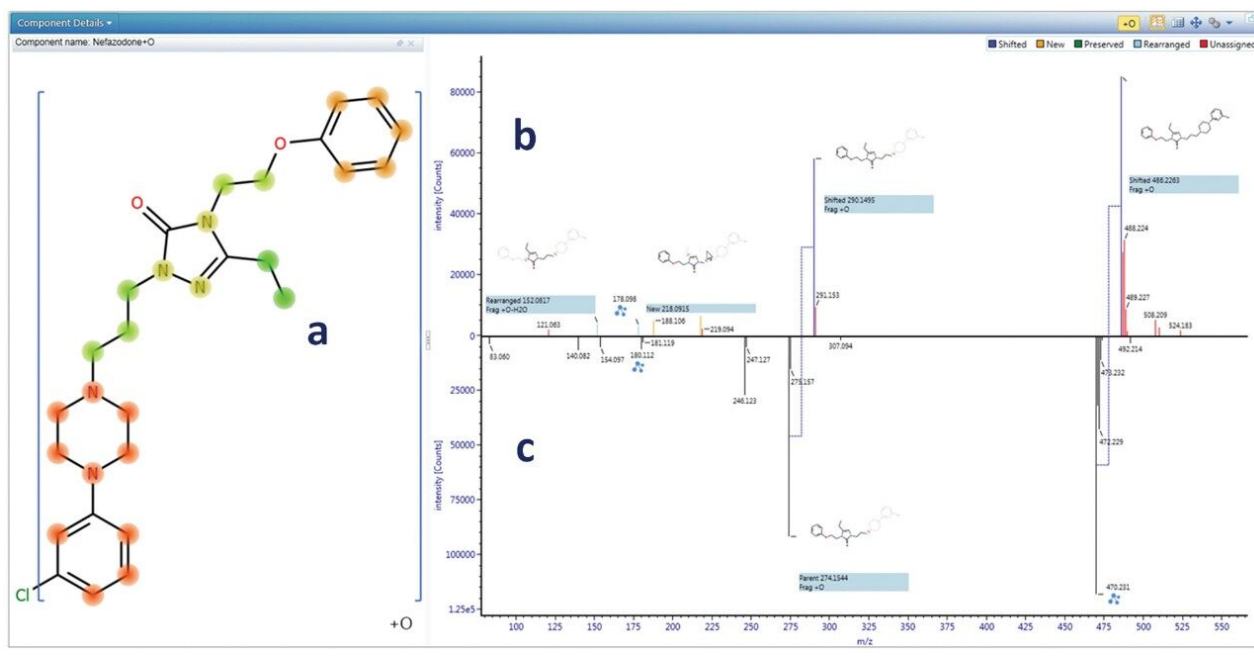 Component Details
+O
Component name: Nefazodone+O
Shifted New Preserved Rearranged Unassigned
a
O
O
N
N
N
N
N
Cl
+O
b
c
intensity [Counts]
80000
60000
40000
20000
0
25000
50000
75000
100000
1.25e5
intensity [Counts]
Shifted 486.2263
Frag +O
Shifted 290.1495
Frag +O
Rearranged 152.0817
Frag +O-H2O
178.098
New 218.0915
121.063
188.106
219.094
291.153
307.094
488.224
489.227
508.209
524.183
492.214
83.060
140.082
154.097
181.119
180.112
247.127
246.123
275.157
473.232
472.229
470.231
Parent 274.1544
Frag +O
100 125 150 175 200 225 250 275 300 325 350 375 400 425 450 475 500 525 550
m/z